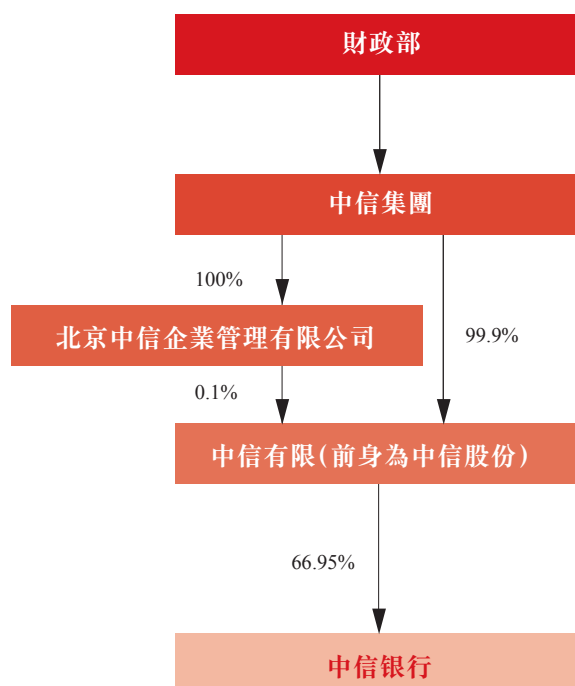 財政部
中信集團
100%
北京中信企業管理有限公司
99.9%
0.1%
中信有限(前身為中信股份)
66.95%
中信银行